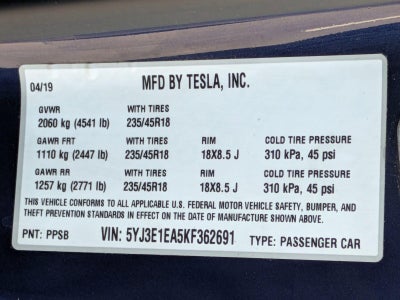 04/19 MFD BY TESLA, INC.
GVWR WITH TIRES
2060 kg (4541 lb) 235/45R18
GAWR FRT WITH TIRES RIM COLD TIRE PRESSURE
1110 kg (2447 lb) 235/45R18 18X8.5 J 310 kPa, 45 psi
GAWR RR WITH TIRES RIM COLD TIRE PRESSURE
1257 kg (2771 lb) 235/45R18 18X8.5 J 310 kPa, 45 psi
THIS VEHICLE CONFORMS TO ALL APPLICABLE U.S. FEDERAL MOTOR VEHICLE SAFETY, BUMPER, AND
THEFT PREVENTION STANDARDS IN EFFECT ON THE DATE OF MANUFACTURE SHOWN ABOVE.
PNT: PPSB VIN: 5YJ3E1EA5KF362691 TYPE: PASSENGER CAR